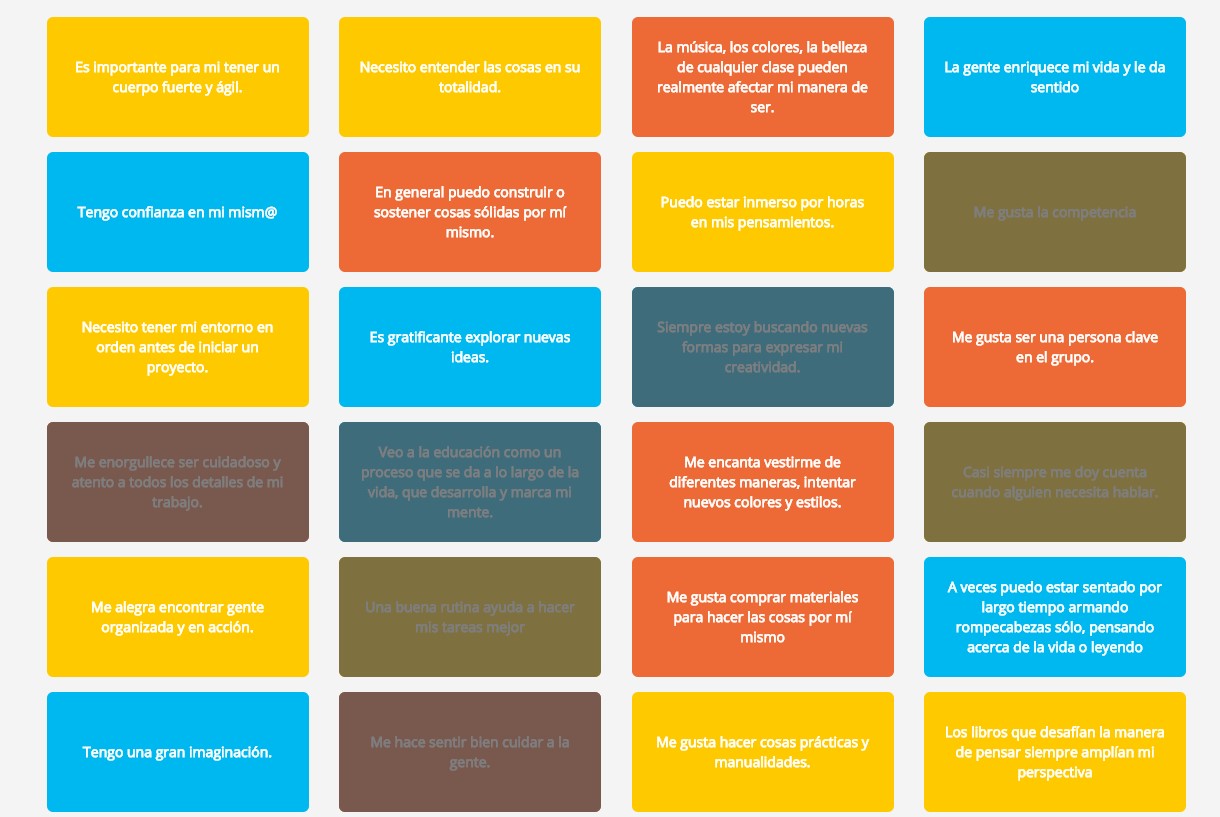 Es importante para mi tener un
cuerpo fuerte y ágil.
Necesito entender las cosas en su
totalidad.
La música, los colores, la belleza
de cualquier clase pueden
realmente afectar mi manera de
ser.
La gente enriquece mi vida y le da
sentido
Tengo confianza en mi mism@
En general puedo construir o
sostener cosas sólidas por mí
mismo.
Puedo estar inmerso por horas
en mis pensamientos.
Me gusta la competencia
Necesito tener mi entorno en
orden antes de iniciar un
proyecto.
Es gratificante explorar nuevas
ideas.
Siempre estoy buscando nuevas
formas para expresar mi
creatividad.
Me gusta ser una persona clave
en el grupo.
Me enorgullece ser cuidadoso y
atento a todos los detalles de mi
trabajo.
Veo a la educación como un
proceso que se da a lo largo de la
vida, que desarrolla y marca mi
mente.
Me encanta vestirme de
diferentes maneras, intentar
nuevos colores y estilos.
Casi siempre me doy cuenta
cuando alguien necesita hablar.
Me alegra encontrar gente
organizada y en acción.
Una buena rutina ayuda a hacer
mis tareas mejor
Me gusta comprar materiales
para hacer las cosas por mí
mismo
A veces puedo estar sentado por
largo tiempo armando
rompecabezas sólo, pensando
acerca de la vida o leyendo
Tengo una gran imaginación.
Me hace sentir bien cuidar a la
gente.
Me gusta hacer cosas prácticas y
manualidades.
Los libros que desafían la manera
de pensar siempre amplían mi
perspectiva